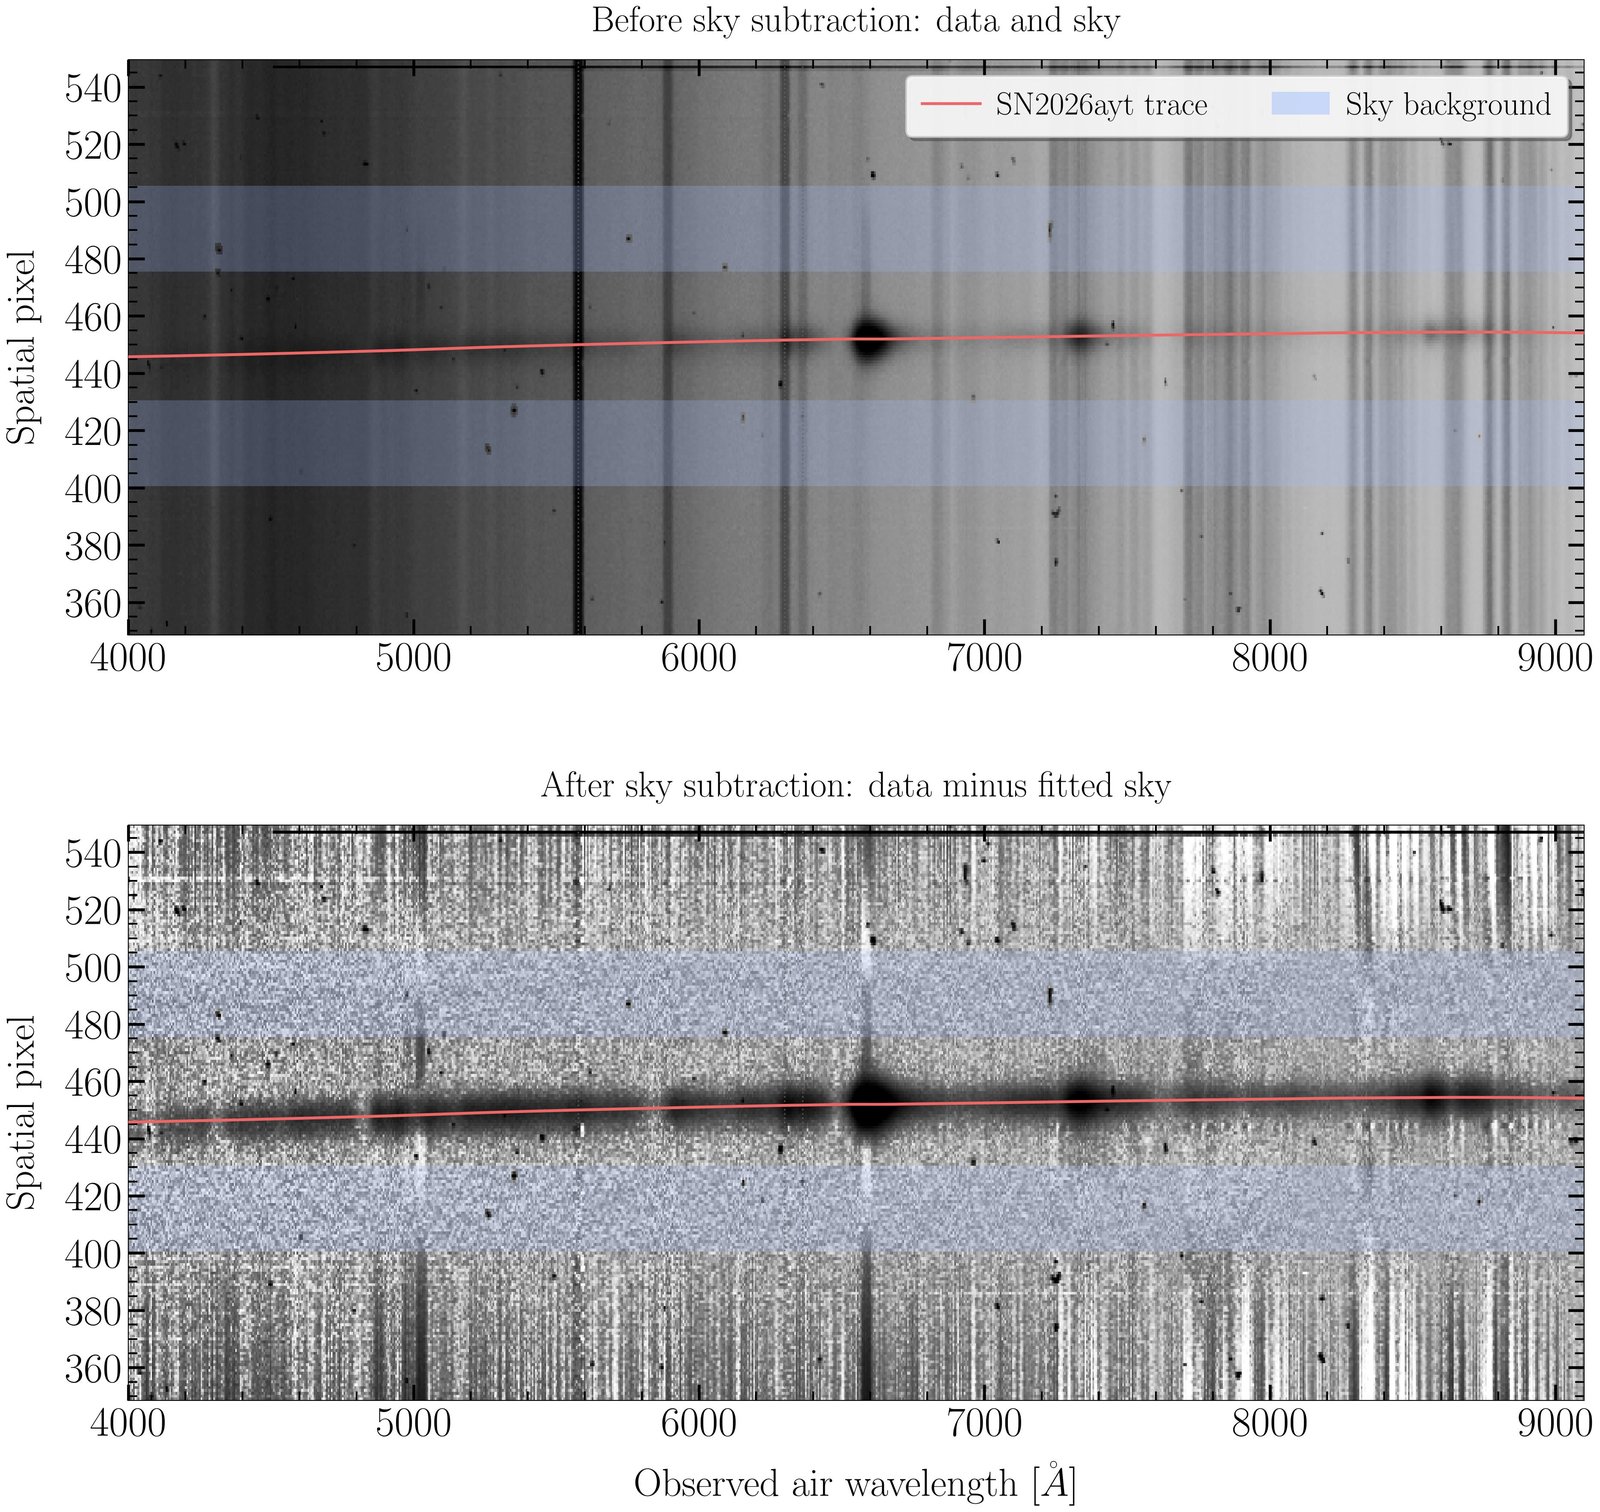 Before sky subtraction: data and sky
SN2026ayt trace
Sky background
540
520
500
480
460
440
420
400
380
360
Spatial pixel
4000 5000 6000 7000 8000 9000
After sky subtraction: data minus fitted sky
540
520
500
480
460
440
420
400
380
360
Spatial pixel
4000 5000 6000 7000 8000 9000
Observed air wavelength [Å]